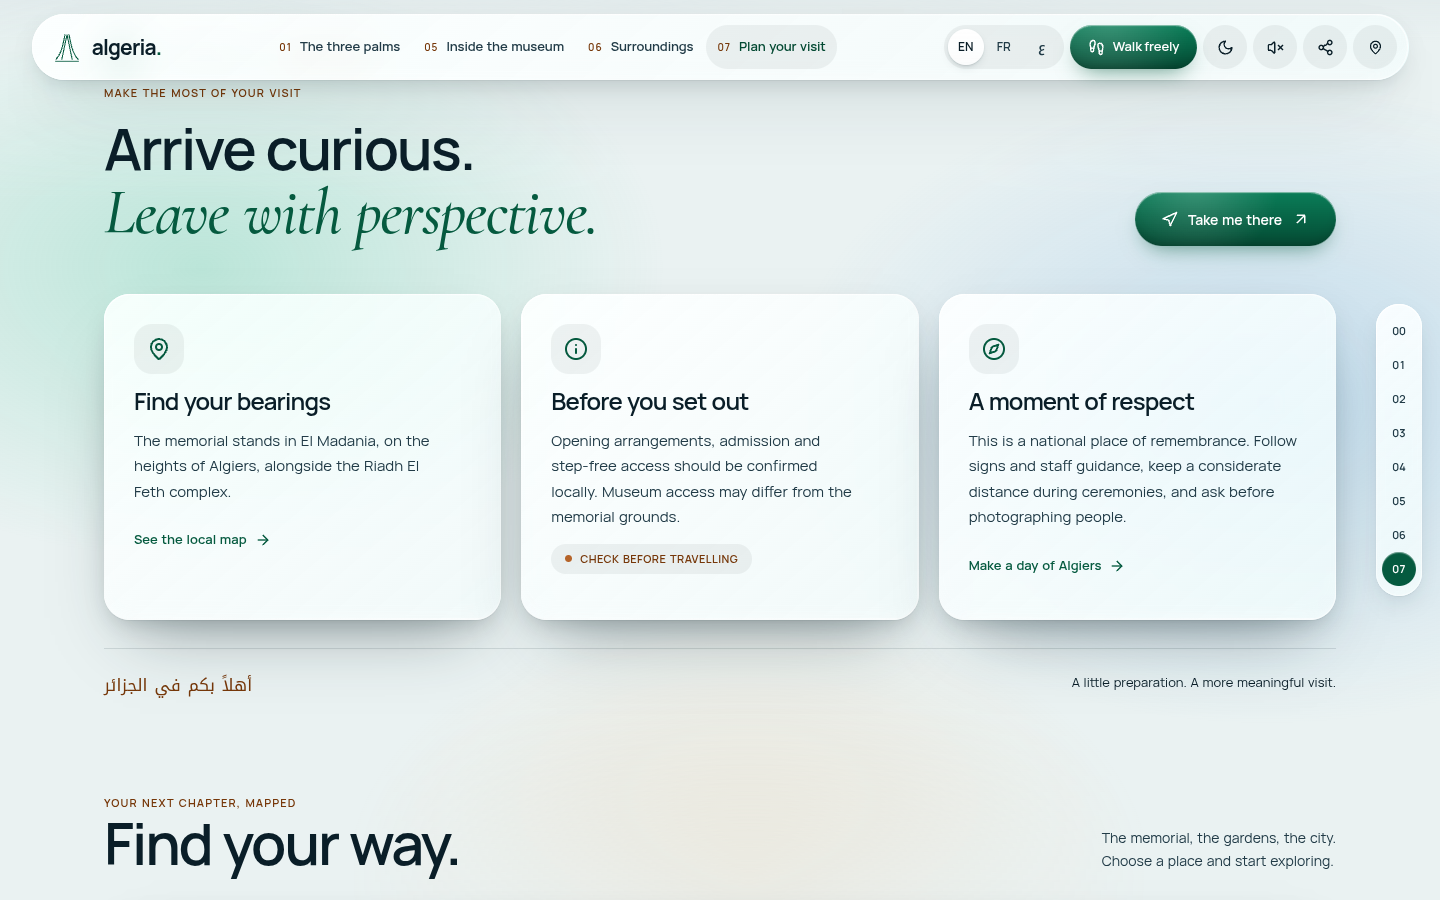 algeria.
01 The three palms
05 Inside the museum
06 Surroundings
07 Plan your visit
EN
FR
ع
Walk freely
MAKE THE MOST OF YOUR VISIT
Arrive curious.
Leave with perspective.
Take me there
Find your bearings
The memorial stands in El Madania, on the
heights of Algiers, alongside the Riadh El
Feth complex.
See the local map
Before you set out
Opening arrangements, admission and
step-free access should be confirmed
locally. Museum access may differ from the
memorial grounds.
CHECK BEFORE TRAVELLING
A moment of respect
This is a national place of remembrance. Follow
signs and staff guidance, keep a considerate
distance during ceremonies, and ask before
photographing people.
Make a day of Algiers
00
01
02
03
04
05
06
07
أهلاً بكم في الجزائر
A little preparation. A more meaningful visit.
YOUR NEXT CHAPTER, MAPPED
Find your way.
The memorial, the gardens, the city.
Choose a place and start exploring.